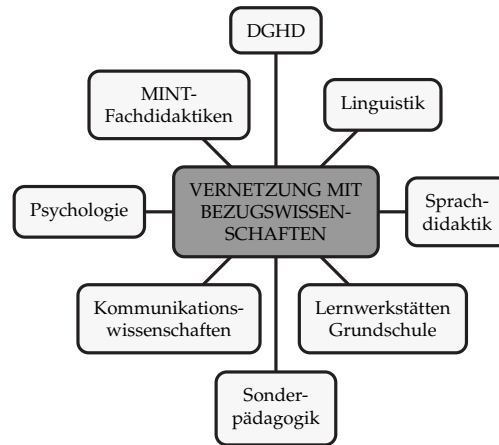 DGHD
MINT-
Fachdidaktiken
Linguistik
VERNETZUNG MIT
BEZUGSWISSEN-
SCHAFTEN
Psychologie
Sprach-
didaktik
Kommunikations-
wissenschaften
Lernwerkstätten
Grundschule
Sonder-
pädagogik